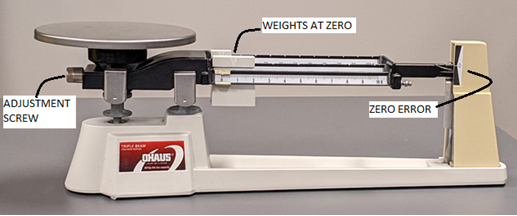 WEIGHTS AT ZERO
ADJUSTMENT
SCREW
ZERO ERROR
TRIPLE BEAM
OHAUS